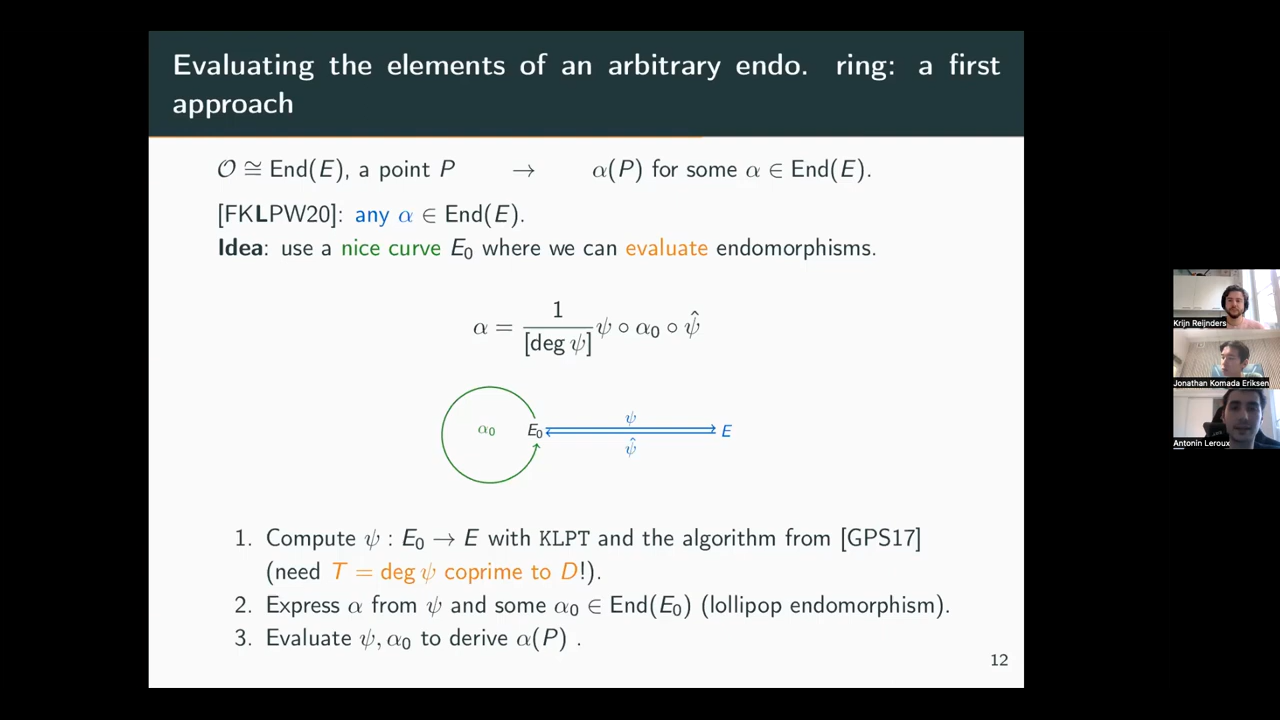 Evaluating the elements of an arbitrary endo. ring: a first
approach
𝒪 ≅ End(E), a point P → α(P) for some α ∈ End(E).
[FKLPW20]: any α ∈ End(E).
Idea: use a nice curve E₀ where we can evaluate endomorphisms.
α = 1/[deg ψ] ψ ∘ α₀ ∘ ψ̂
α₀ E₀ ψ ψ̂ E
1. Compute ψ : E₀ → E with KLPT and the algorithm from [GPS17]
(need T = deg ψ coprime to D!).
2. Express α from ψ and some α₀ ∈ End(E₀) (lollipop endomorphism).
3. Evaluate ψ, α₀ to derive α(P) .
12
Krijn Reijnders
Jonathan Komada Eriksen
Antonin Leroux